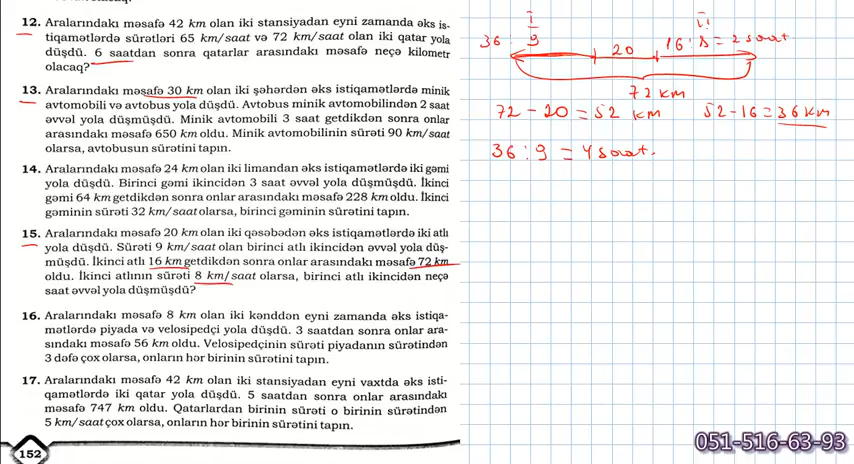 12. Aralarındakı məsafə 42 km olan iki stansiyadan eyni zamanda əks is-
tiqamətlərdə sürətləri 65 km/saat və 72 km/saat olan iki qatar yola
düşdü. 6 saatdan sonra qatarlar arasındakı məsafə neçə kilometr
olacaq?
13. Aralarındakı məsafə 30 km olan iki şəhərdən əks istiqamətlərdə minik
avtomobili və avtobus yola düşdü. Avtobus minik avtomobilindən 2 saat
əvvəl yola düşmüşdü. Minik avtomobili 3 saat getdikdən sonra onlar
arasındakı məsafə 650 km oldu. Minik avtomobilinin sürəti 90 km/saat
olarsa, avtobusun sürətini tapın.
14. Aralarındakı məsafə 24 km olan iki limandan əks istiqamətlərdə iki gəmi
yola düşdü. Birinci gəmi ikincidən 3 saat əvvəl yola düşmüşdü. İkinci
gəmi 64 km getdikdən sonra onlar arasındakı məsafə 228 km oldu. İkinci
gəminin sürəti 32 km/saat olarsa, birinci gəminin sürətini tapın.
15. Aralarındakı məsafə 20 km olan iki qəsəbədən əks istiqamətlərdə iki atlı
yola düşdü. Sürəti 9 km/saat olan birinci atlı ikincidən əvvəl yola düş-
müşdü. İkinci atlı 16 km getdikdən sonra onlar arasındakı məsafə 72 km
oldu. İkinci atlının sürəti 8 km/saat olarsa, birinci atlı ikincidən neçə
saat əvvəl yola düşmüşdü?
16. Aralarındakı məsafə 8 km olan iki kənddən eyni zamanda əks istiqa-
mətlərdə piyada və velosipedçi yola düşdü. 3 saatdan sonra onlar ara-
sındakı məsafə 56 km oldu. Velosipedçinin sürəti piyadanın sürətindən
3 dəfə çox olarsa, onların hər birinin sürətini tapın.
17. Aralarındakı məsafə 42 km olan iki stansiyadan eyni vaxtda əks isti-
qamətlərdə iki qatar yola düşdü. 5 saatdan sonra onlar arasındakı
məsafə 747 km oldu. Qatarlardan birinin sürəti o birinin sürətindən
5 km/saat çox olarsa, onların hər birinin sürətini tapın.
152
I II
36 : 9 20 16 : 8 = 2 saat
72 km
72 - 20 = 52 km 52 - 16 = 36 km
36 : 9 = 4 saat.
051-516-63-93